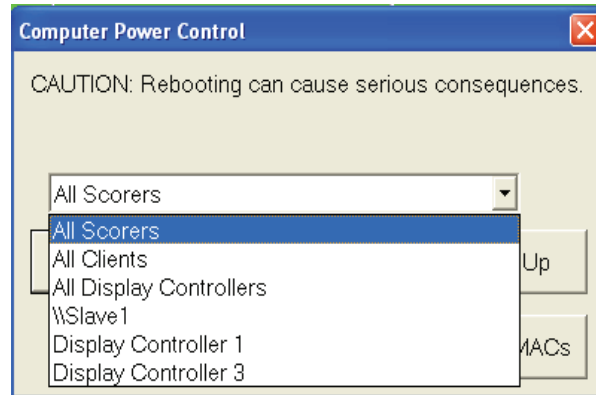 Computer Power Control
CAUTION: Rebooting can cause serious consequences.
All Scorers
All Scorers
All Clients
Up
All Display Controllers
\\Slave1
Display Controller 1
MACs
Display Controller 3